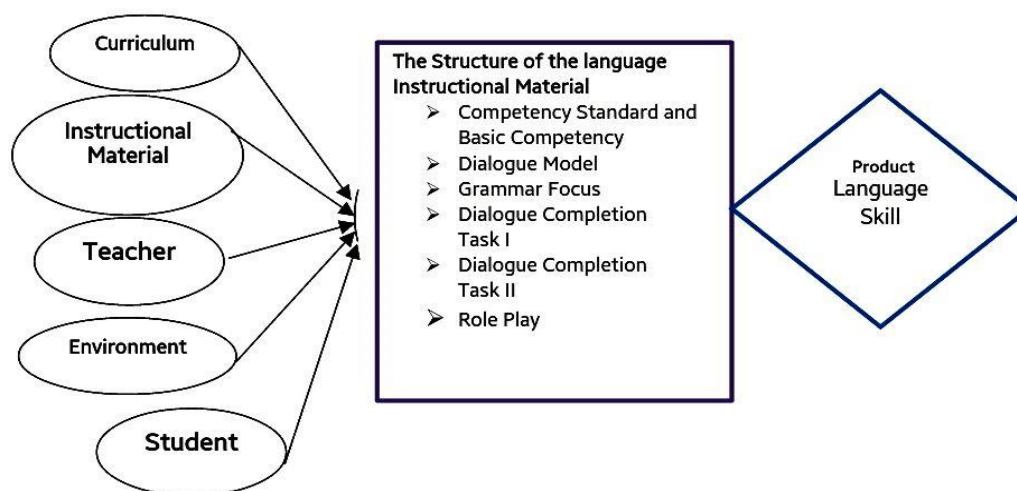 Curriculum
Instructional
Material
Teacher
Environment
Student
The Structure of the language
Instructional Material
➢ Competency Standard and
Basic Competency
➢ Dialogue Model
➢ Grammar Focus
➢ Dialogue Completion
Task I
➢ Dialogue Completion
Task II
➢ Role Play
Product
Language
Skill